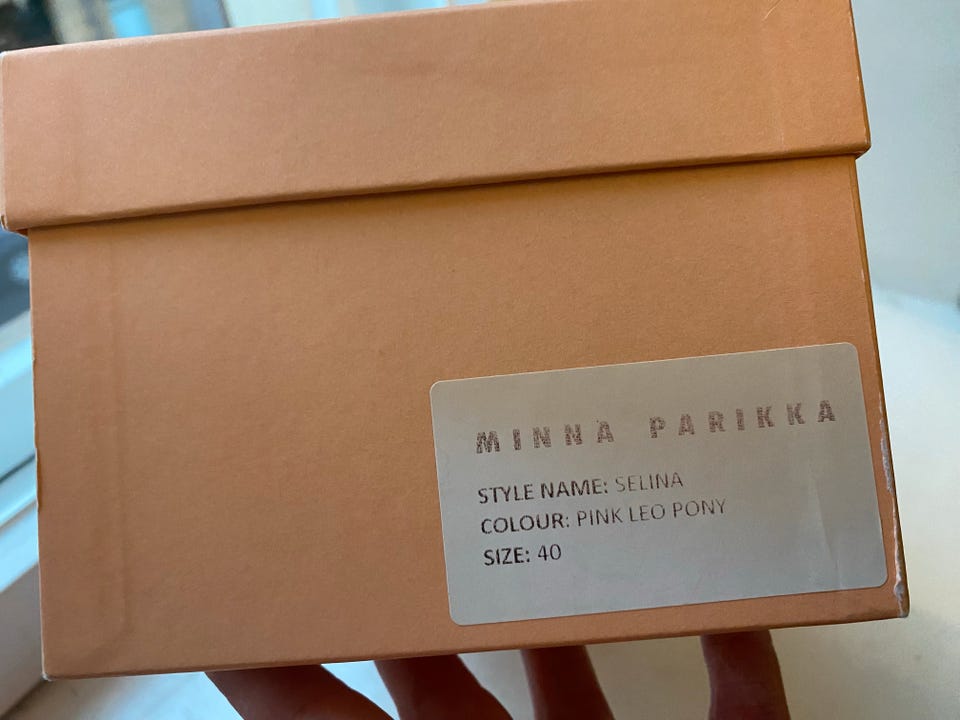 MINNA PARIKKA
STYLE NAME: SELINA
COLOUR: PINK LEO PONY
SIZE: 40